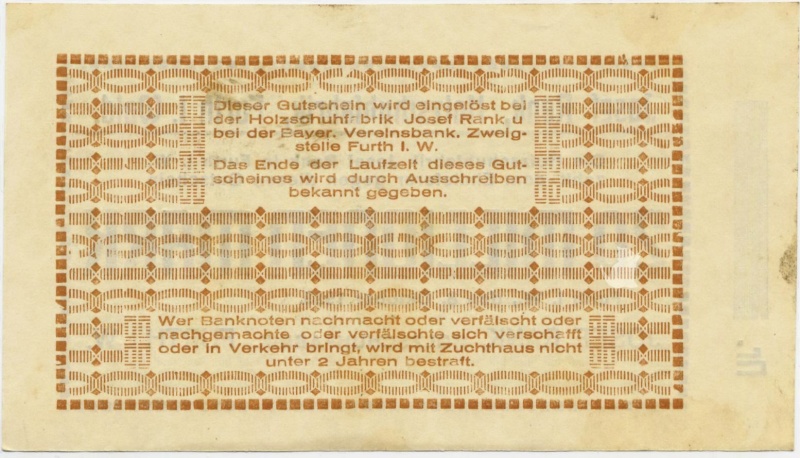 Dieser Gutschein wird eingelöst bei
der Holzschuhf brik Josef Rank u
bei der Bayer. Vereinsbank, Zweig-
stelle Furth i. W.
Das Ende der Laufzeit dieses Gut-
scheines wird durch Ausschreiben
bekannt gegeben.
Wer Banknoten nachmacht oder verfälscht oder
nachgemachte oder verfälschte sich verschafft
oder in Verkehr bringt, wird mit Zuchthaus nicht
unter 2 Jahren bestraft.